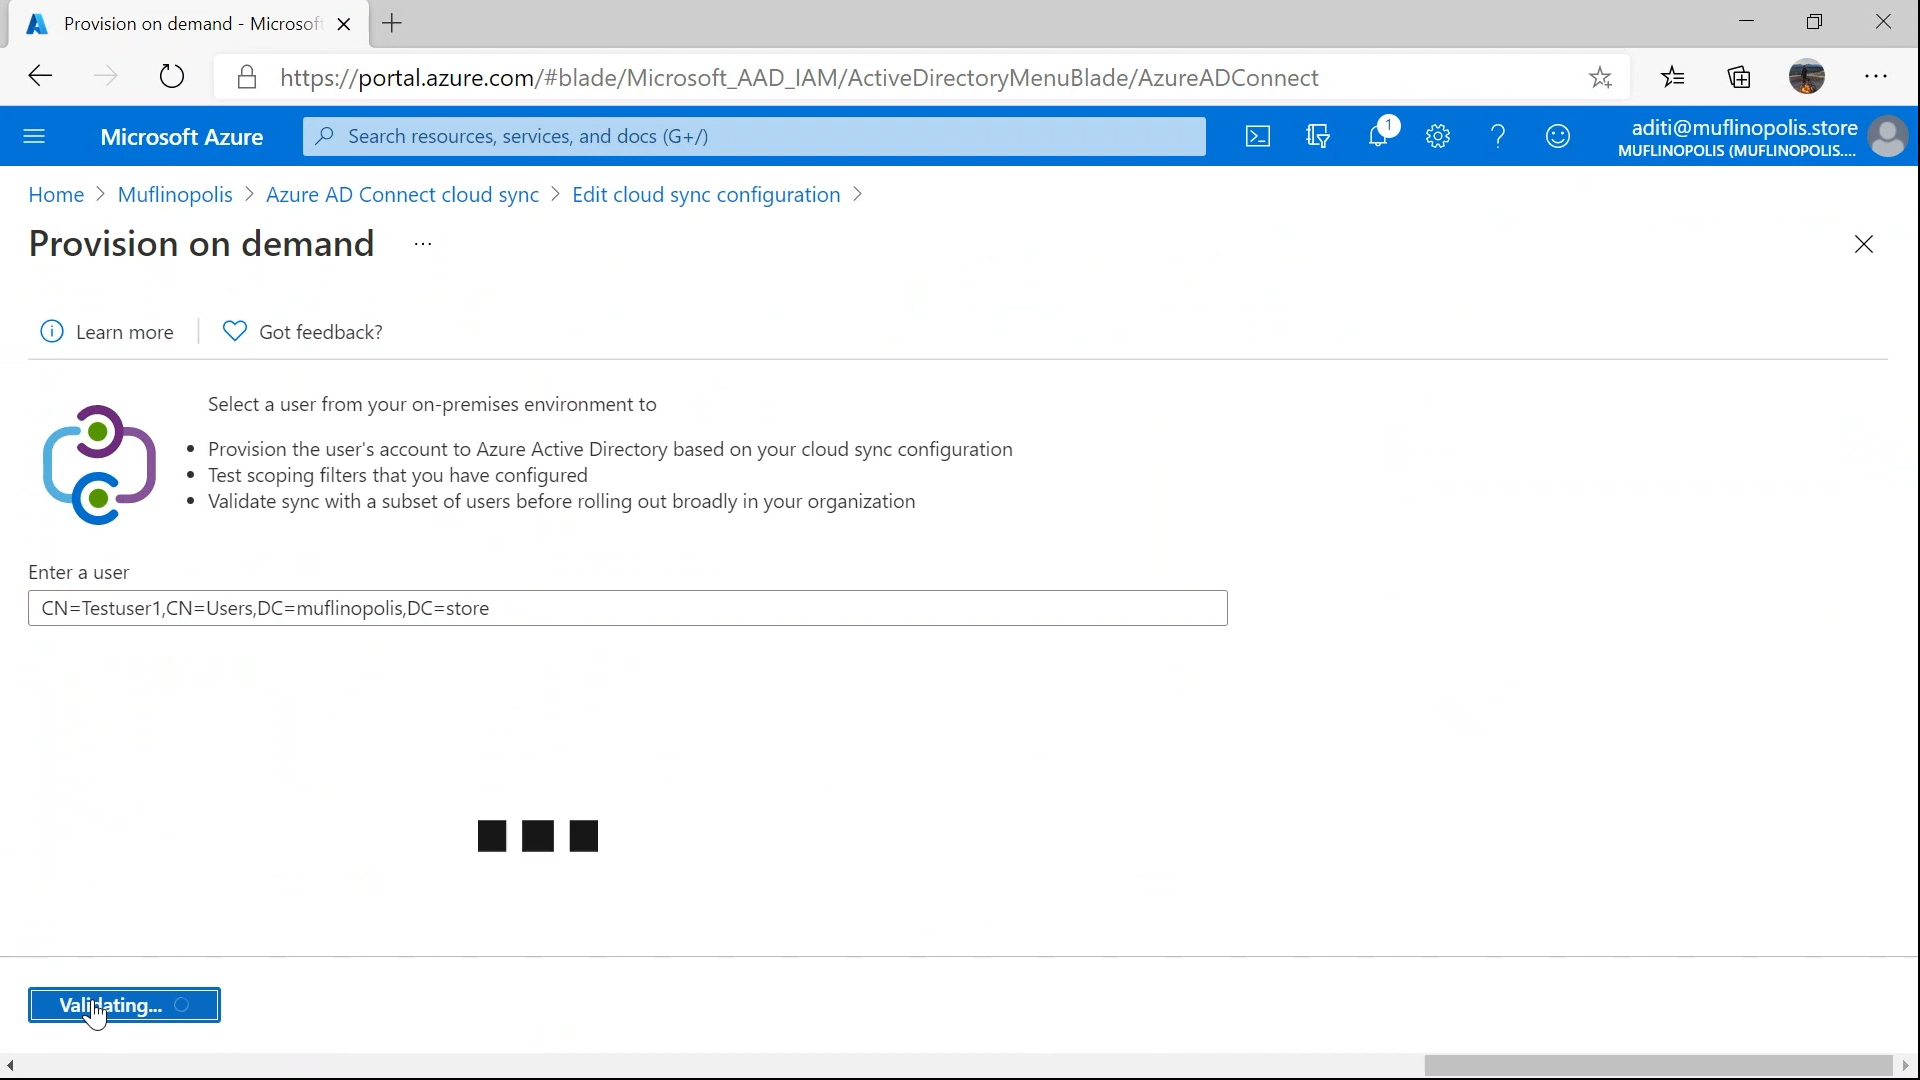 Provision on demand - Microsof
https://portal.azure.com/#blade/Microsoft_AAD_IAM/ActiveDirectoryMenuBlade/AzureADConnect
Microsoft Azure
Search resources, services, and docs (G+/)
1
aditi@muflinopolis.store
MUFLINOPOLIS (MUFLINOPOLIS....
Home > Muflinopolis > Azure AD Connect cloud sync > Edit cloud sync configuration >
Provision on demand ...
Learn more
Got feedback?
Select a user from your on-premises environment to
• Provision the user's account to Azure Active Directory based on your cloud sync configuration
• Test scoping filters that you have configured
• Validate sync with a subset of users before rolling out broadly in your organization
Enter a user
CN=Testuser1,CN=Users,DC=muflinopolis,DC=store
Validating...